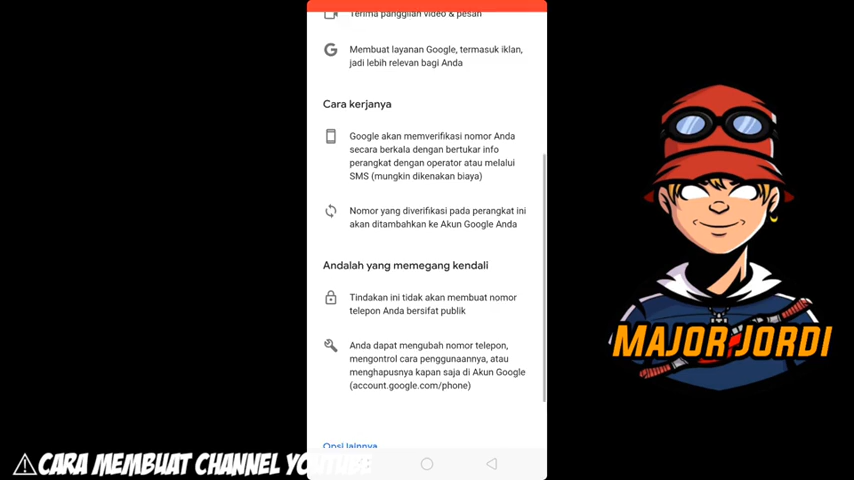 Terima panggilan video & pesan
Membuat layanan Google, termasuk iklan,
jadi lebih relevan bagi Anda
Cara kerjanya
Google akan memverifikasi nomor Anda
secara berkala dengan bertukar info
perangkat dengan operator atau melalui
SMS (mungkin dikenakan biaya)
Nomor yang diverifikasi pada perangkat ini
akan ditambahkan ke Akun Google Anda
Andalah yang memegang kendali
Tindakan ini tidak akan membuat nomor
telepon Anda bersifat publik
Anda dapat mengubah nomor telepon,
mengontrol cara penggunaannya, atau
menghapusnya kapan saja di Akun Google
(account.google.com/phone)
Opsi lainnya
⚠CARA MEMBUAT CHANNEL YOUTUBE
MAJOR JORDI